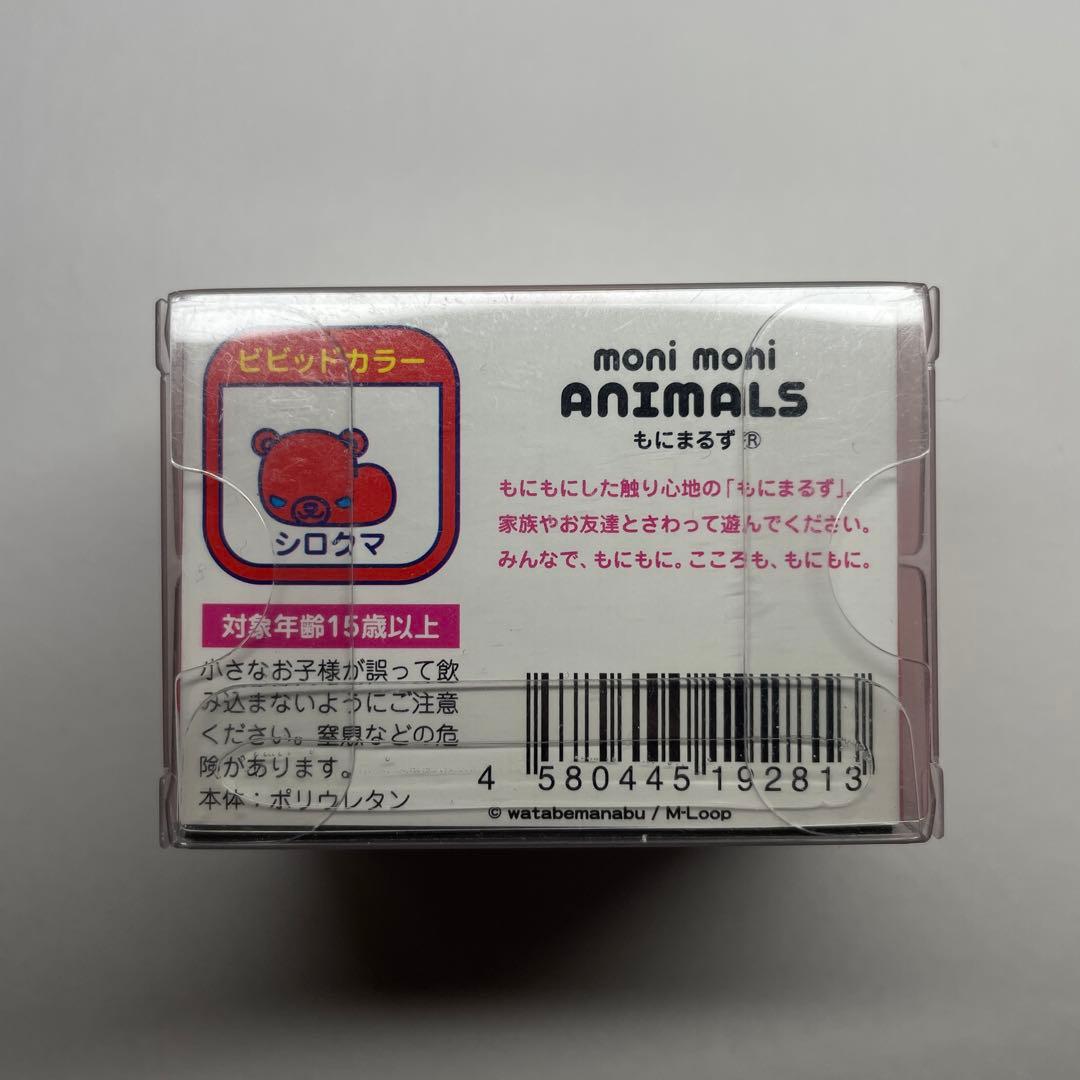 ビビッドカラー
シロクマ
moni moni
ANIMALS
もにまるず®
もにもにした触り心地の「もにまるず」。
家族やお友達とさわって遊んでください。
みんなで、もにもに。こころも、もにもに。
対象年齢15歳以上
小さなお子様が誤って飲
み込まないようにご注意
ください。窒息などの危
険があります。
本体:ポリウレタン
4 580445 192813
© watabemanabu / M-Loop